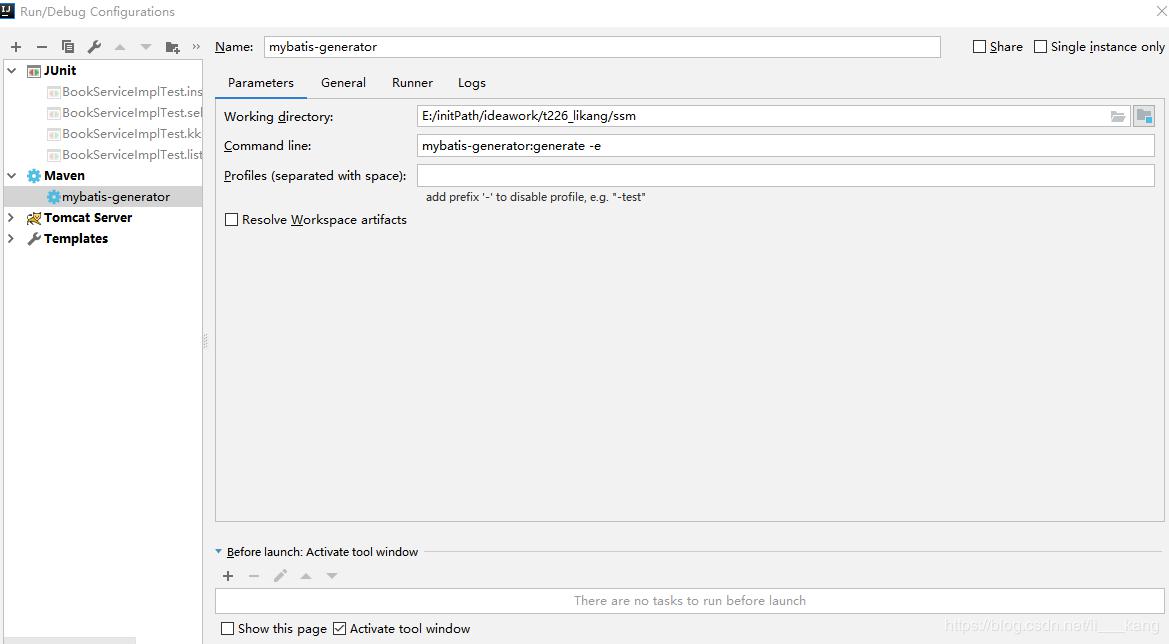 Run/Debug Configurations
Name: mybatis-generator Share Single instance only
JUnit
BookServiceImplTest.ins
BookServiceImplTest.sel
BookServiceImplTest.kk
BookServiceImplTest.list
Maven
mybatis-generator
Tomcat Server
Templates
Parameters General Runner Logs
Working directory: E:/initPath/ideawork/t226_likang/ssm
Command line: mybatis-generator:generate -e
Profiles (separated with space):
add prefix '-' to disable profile, e.g. "-test"
Resolve Workspace artifacts
Before launch: Activate tool window
There are no tasks to run before launch
Show this page Activate tool window
https://blog.csdn.net/li___kang